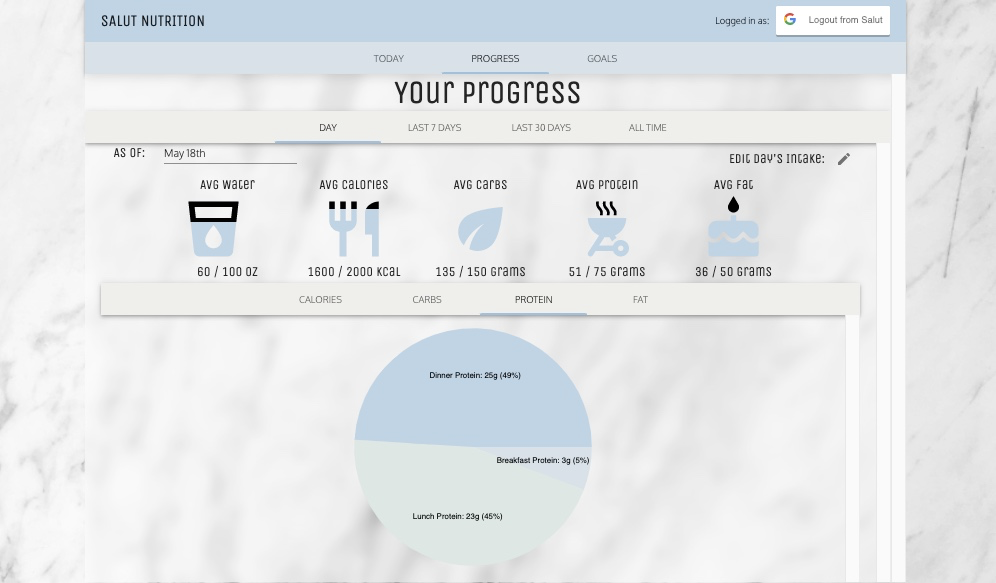 SALUT NUTRITION
Logged in as:
Logout from Salut
TODAY PROGRESS GOALS
Your Progress
DAY LAST 7 DAYS LAST 30 DAYS ALL TIME
AS OF: May 18th
Edit Day's Intake:
Avg Water Avg Calories Avg Carbs Avg Protein Avg Fat
60 / 100 oz 1600 / 2000 Kcal 135 / 150 Grams 51 / 75 Grams 36 / 50 Grams
CALORIES CARBS PROTEIN FAT
Dinner Protein: 25g (49%)
Breakfast Protein: 3g (5%)
Lunch Protein: 23g (45%)